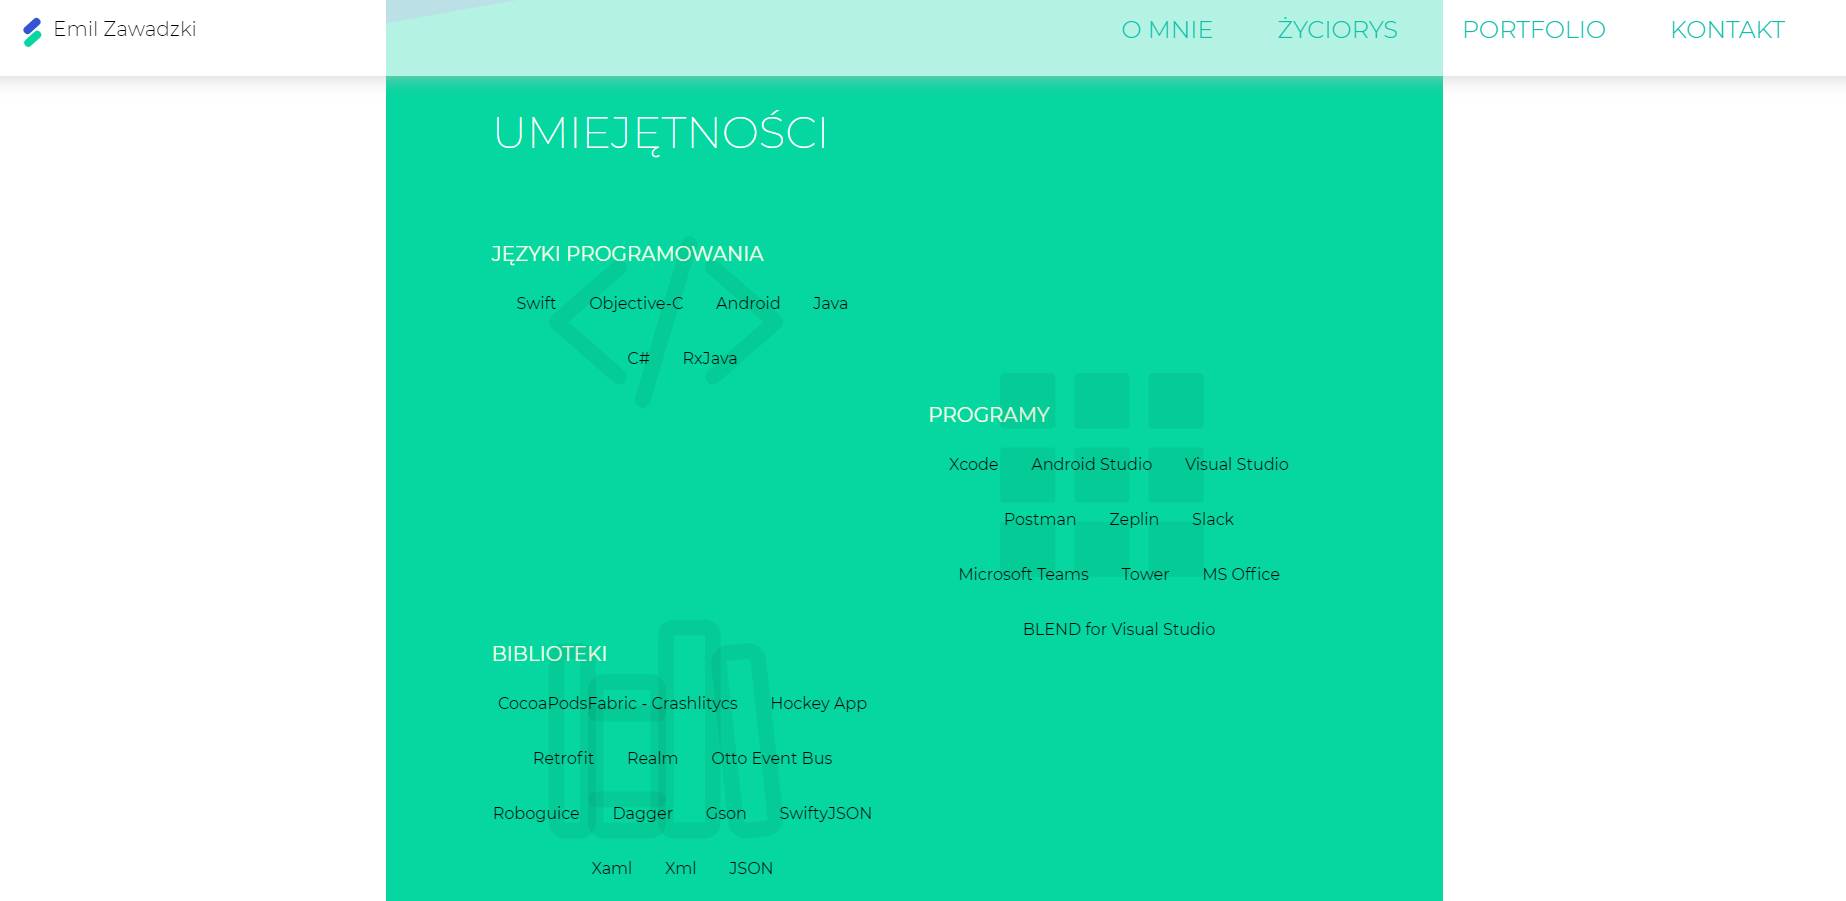 Emil Zawadzki
O MNIE ŻYCIORYS PORTFOLIO KONTAKT
UMIEJĘTNOŚCI
JĘZYKI PROGRAMOWANIA
Swift Objective-C Android Java
C# RxJava
PROGRAMY
Xcode Android Studio Visual Studio
Postman Zeplin Slack
Microsoft Teams Tower MS Office
BLEND for Visual Studio
BIBLIOTEKI
CocoaPodsFabric - Crashlitycs Hockey App
Retrofit Realm Otto Event Bus
Roboguice Dagger Gson SwiftyJSON
Xaml Xml JSON